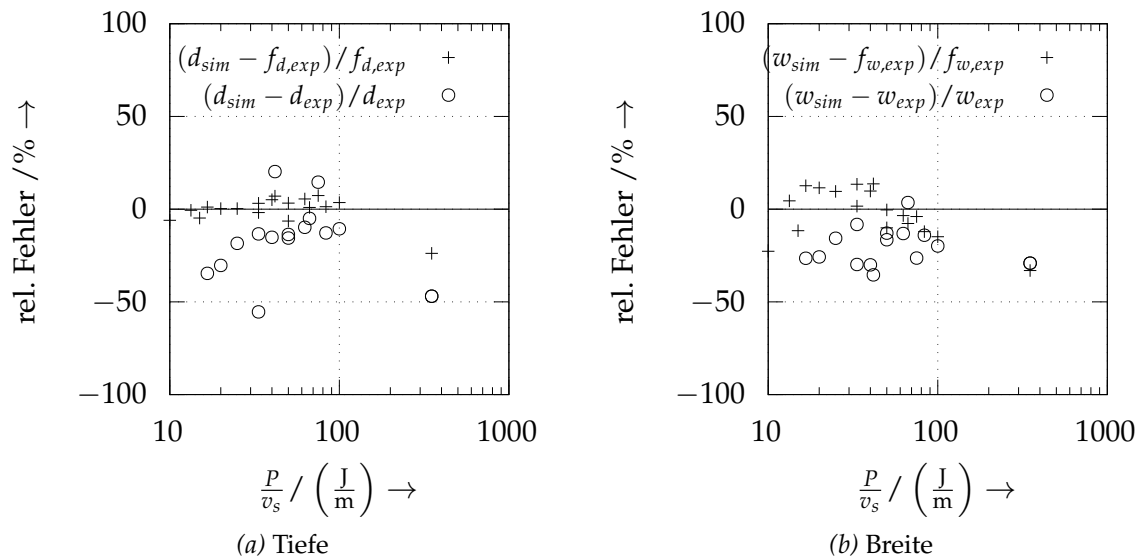 100
50
0
−50
−100
10
100
1000
rel. Fehler /% →
(d_sim − f_d,exp)/f_d,exp
(d_sim − d_exp)/d_exp
P/v_s / (J/m) →
(a) Tiefe
100
50
0
−50
−100
10
100
1000
rel. Fehler /% →
(w_sim − f_w,exp)/f_w,exp
(w_sim − w_exp)/w_exp
P/v_s / (J/m) →
(b) Breite